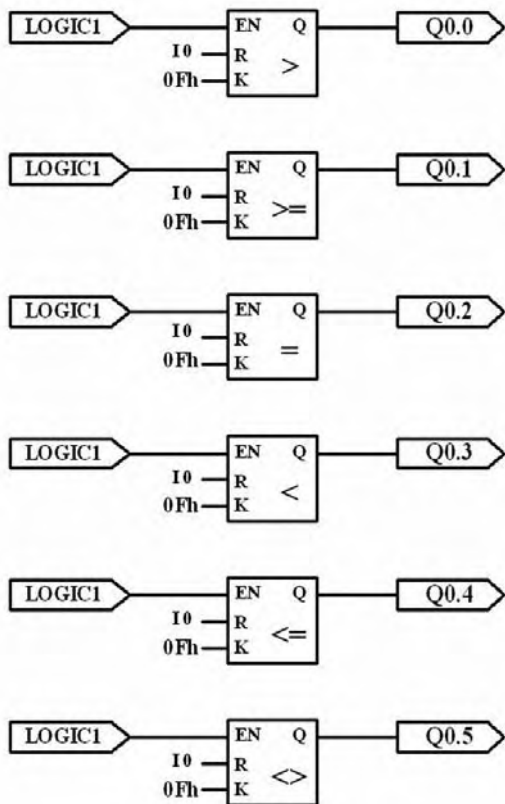 LOGIC1 EN Q Q0.0
I0 R
0Fh K >
LOGIC1 EN Q Q0.1
I0 R
0Fh K >=
LOGIC1 EN Q Q0.2
I0 R
0Fh K =
LOGIC1 EN Q Q0.3
I0 R
0Fh K <
LOGIC1 EN Q Q0.4
I0 R
0Fh K <=
LOGIC1 EN Q Q0.5
I0 R
0Fh K <>